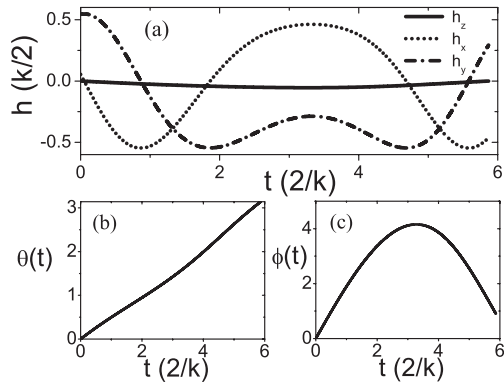 (a)
h_z
h_x
h_y
h (k/2)
0.5
0.0
-0.5
0 2 4 6
t (2/k)
(b)
θ(t)
3
2
1
0
0 2 4 6
t (2/k)
(c)
ϕ(t)
4
2
0
0 2 4 6
t (2/k)